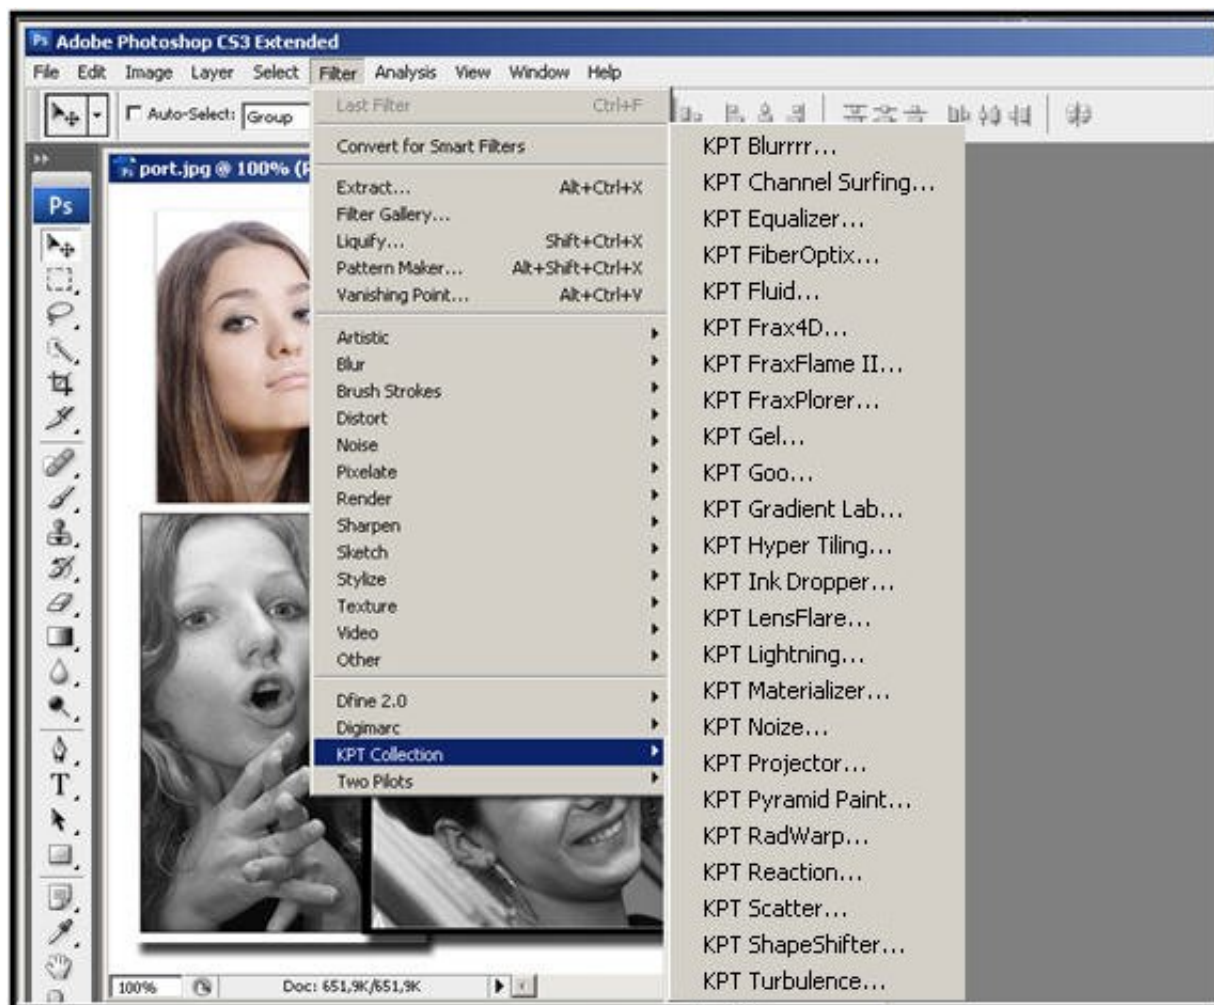 Ps Adobe Photoshop CS3 Extended
File Edit Image Layer Select Filter Analysis View Window Help
Auto-Select: Group
port.jpg @ 100%
Ps
Last Filter Ctrl+F
Convert for Smart Filters
Extract... Alt+Ctrl+X
Filter Gallery...
Liquify... Shift+Ctrl+X
Pattern Maker... Alt+Shift+Ctrl+X
Vanishing Point... Alt+Ctrl+V
Artistic
Blur
Brush Strokes
Distort
Noise
Pixelate
Render
Sharpen
Sketch
Stylize
Texture
Video
Other
Dfine 2.0
Digimarc
KPT Collection
Two Pilots
KPT Blurrrr...
KPT Channel Surfing...
KPT Equalizer...
KPT FiberOptix...
KPT Fluid...
KPT Frax4D...
KPT FraxFlame II...
KPT FraxPlorer...
KPT Gel...
KPT Goo...
KPT Gradient Lab...
KPT Hyper Tiling...
KPT Ink Dropper...
KPT LensFlare...
KPT Lightning...
KPT Materializer...
KPT Noize...
KPT Projector...
KPT Pyramid Paint...
KPT RadWarp...
KPT Reaction...
KPT Scatter...
KPT ShapeShifter...
KPT Turbulence...
100% Doc: 651,9K/651,9K